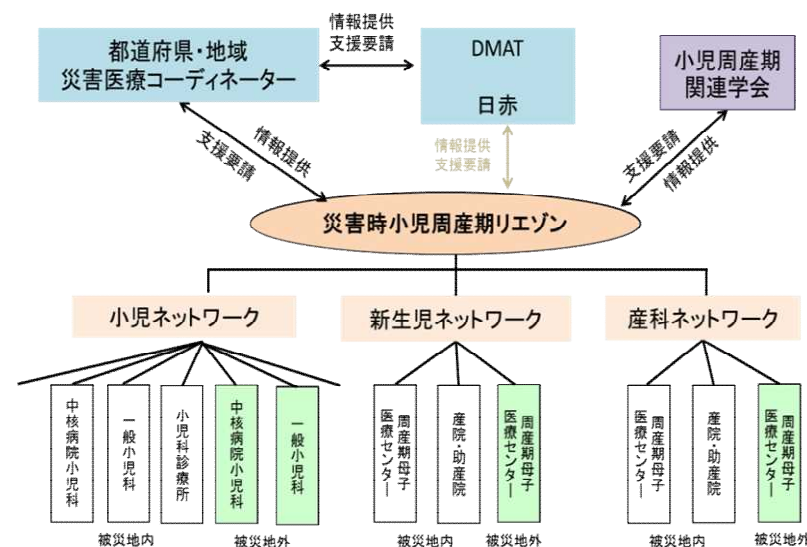 情報提供
支援要請
都道府県・地域
災害医療コーディネーター
DMAT
日赤
小児周産期
関連学会
情報提供
支援要請
情報提供
支援要請
支援要請
情報提供
災害時小児周産期リエゾン
小児ネットワーク
新生児ネットワーク
産科ネットワーク
中核病院小児科
一般小児科
小児科診療所
中核病院小児科
一般小児科
周産期母子
医療センター
産院・助産院
周産期母子
医療センター
周産期母子
医療センター
産院・助産院
周産期母子
医療センター
被災地内
被災地外
被災地内
被災地外
被災地内
被災地外